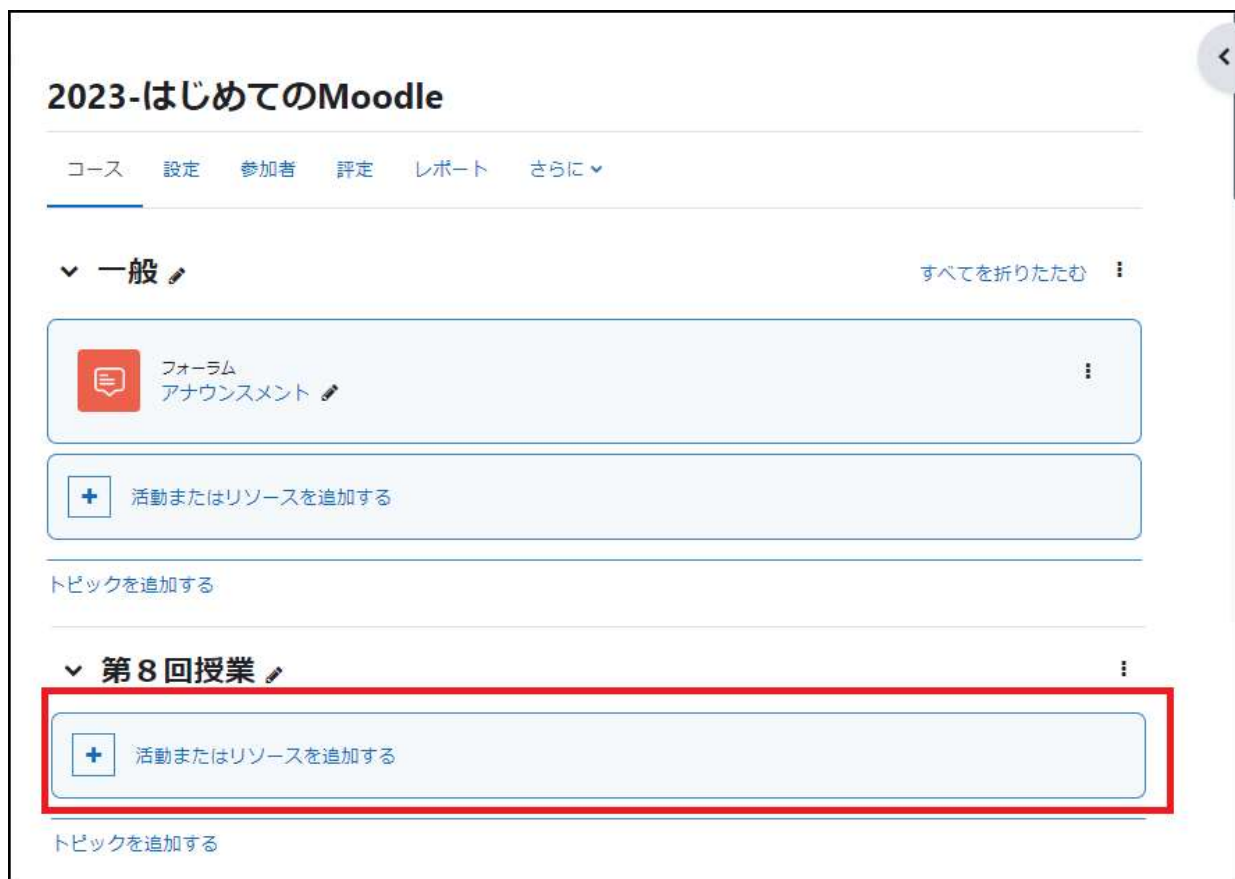 2023-はじめてのMoodle
コース 設定 参加者 評定 レポート さらに
一般 すべてを折りたたむ
フォーラム
アナウンスメント
活動またはリソースを追加する
トピックを追加する
第８回授業
活動またはリソースを追加する
トピックを追加する